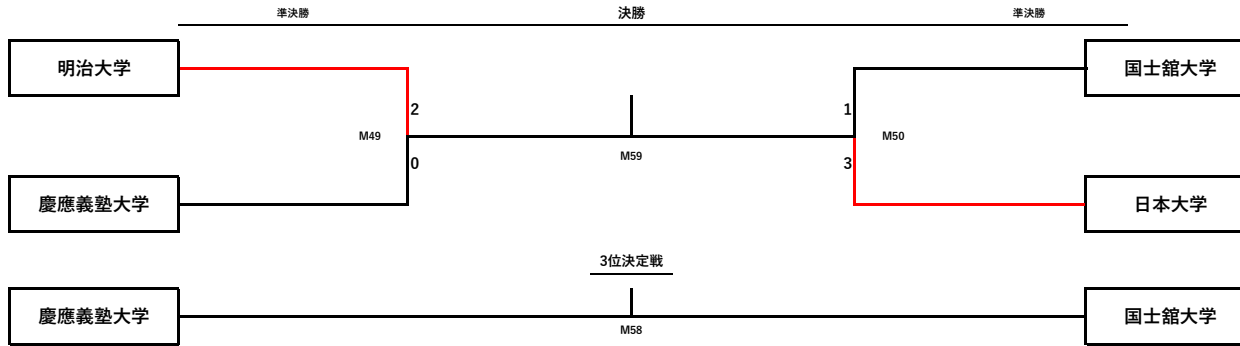 準決勝 決勝 準決勝
明治大学 国士舘大学
2 1
M49 M50
M59
0 3
慶應義塾大学 日本大学
3位決定戦
慶應義塾大学 国士舘大学
M58